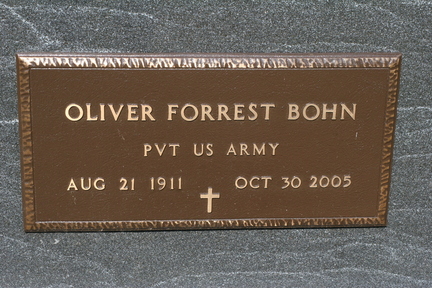 OLIVER FORREST BOHN
PVT US ARMY
AUG 21 1911 OCT 30 2005